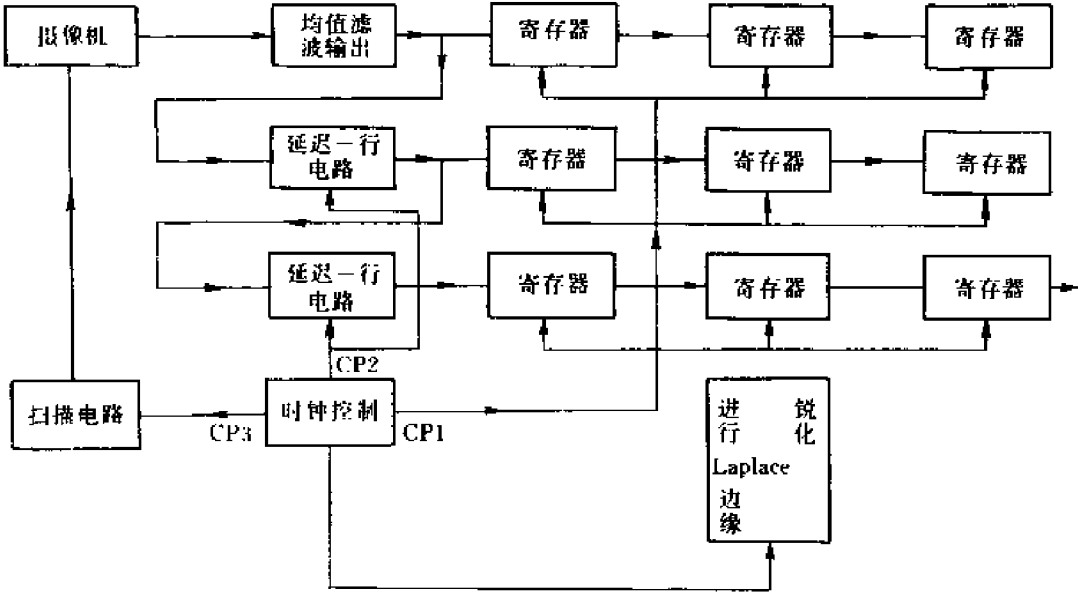 摄像机
均值滤
波输出
寄存器
寄存器
寄存器
延迟一行
电路
寄存器
寄存器
寄存器
延迟一行
电路
寄存器
寄存器
寄存器
CP2
扫描电路
CP3
时钟控制
CP1
进行 锐化
Laplace
边缘